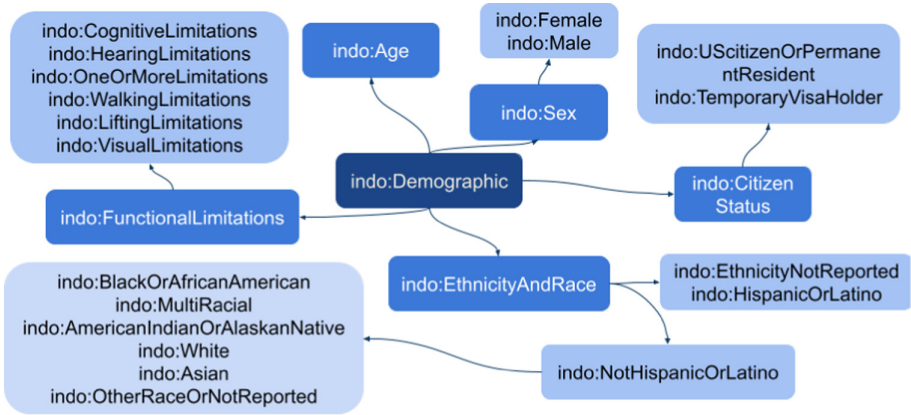 indo:CognitiveLimitations
indo:HearingLimitations
indo:OneOrMoreLimitations
indo:WalkingLimitations
indo:LiftingLimitations
indo:VisualLimitations
indo:Age
indo:Female
indo:Male
indo:Sex
indo:UScitizenOrPermane
ntResident
indo:TemporaryVisaHolder
indo:Demographic
indo:Citizen
Status
indo:FunctionalLimitations
indo:EthnicityAndRace
indo:EthnicityNotReported
indo:HispanicOrLatino
indo:BlackOrAfricanAmerican
indo:MultiRacial
indo:AmericanIndianOrAlaskanNative
indo:White
indo:Asian
indo:OtherRaceOrNotReported
indo:NotHispanicOrLatino